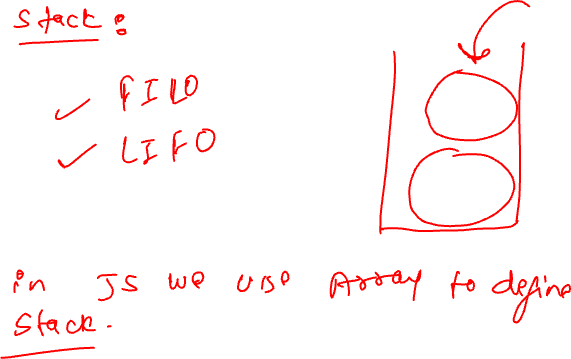 Stack :
✓ FILO
✓ LIFO
in JS we use Array to define
Stack.